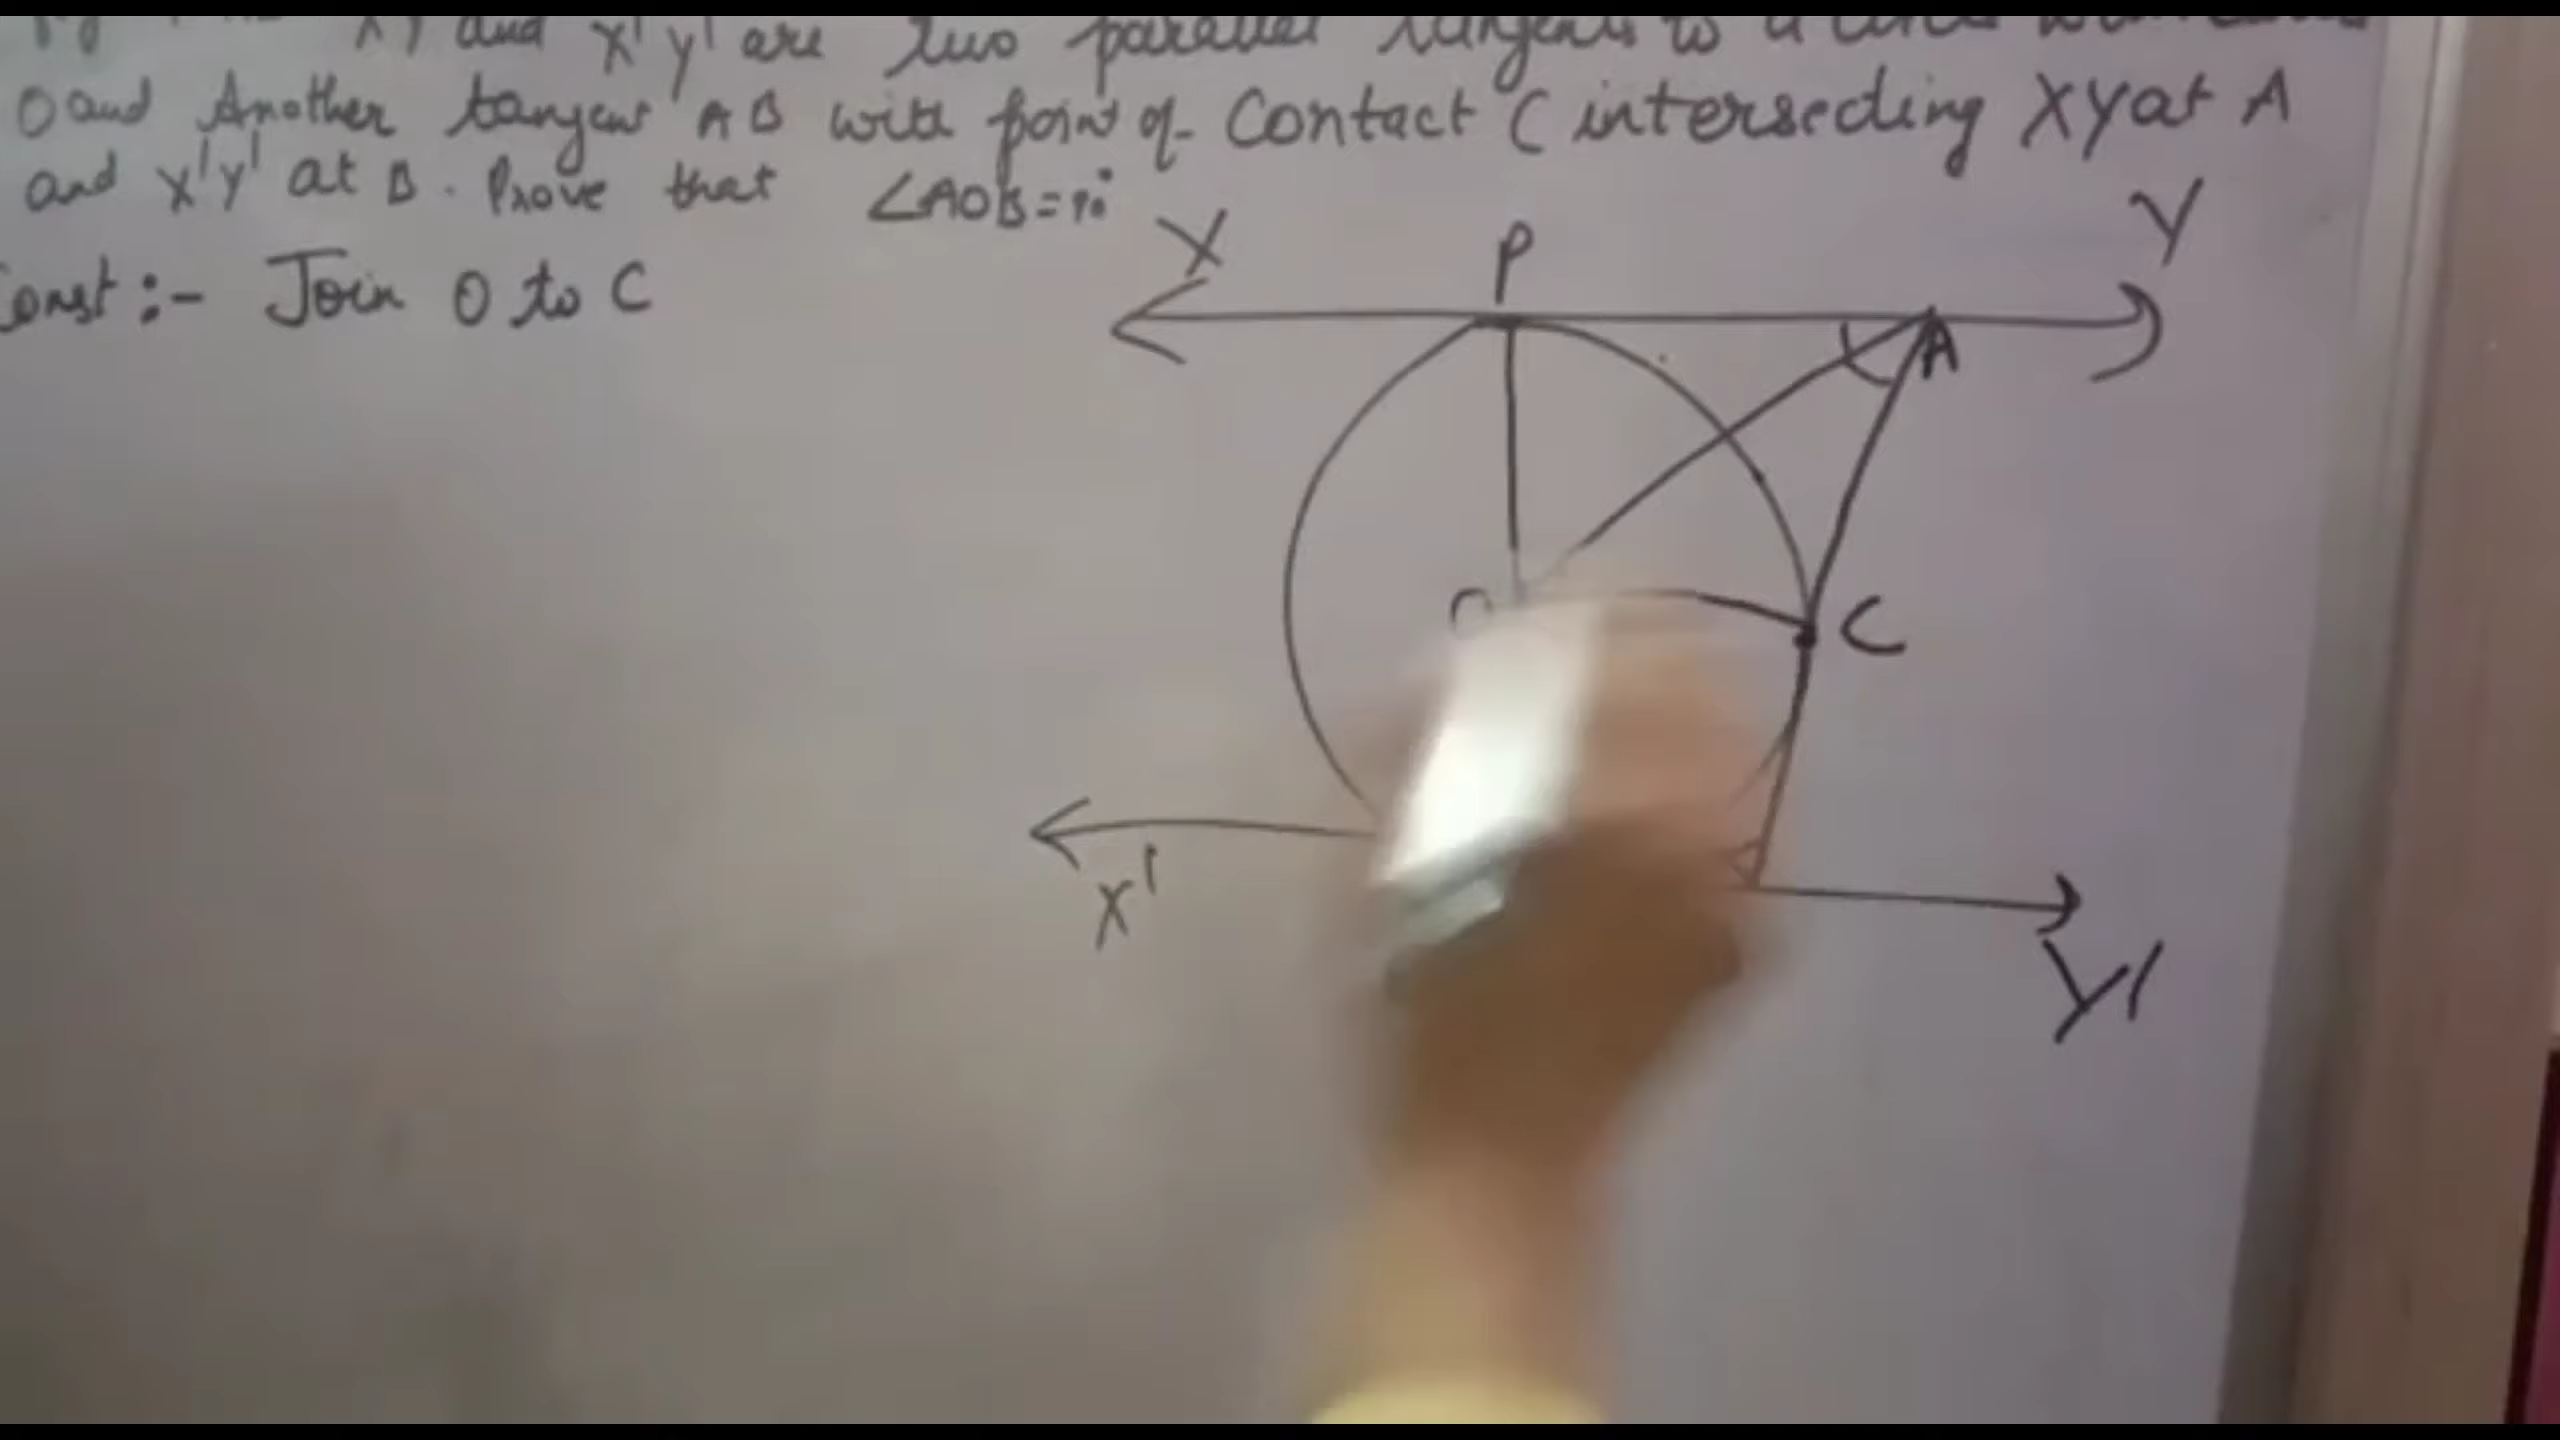 XY and X'Y' are two parallel tangents to a circle
O and Another tangent AB with point of Contact C interseding XY at A
and X'Y' at B. Prove that ∠AOB=90°
Const:- Join O to C
X
P
Y
A
O
C
X'
Y'